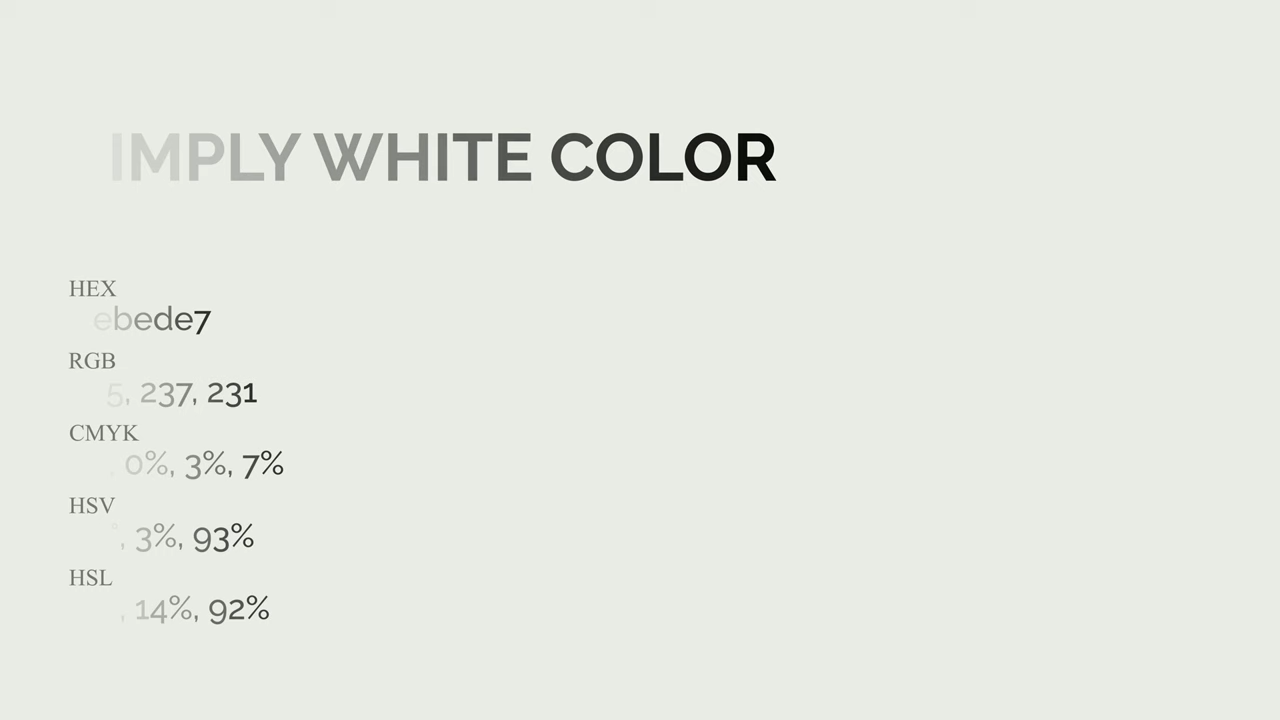 IMPLY WHITE COLOR
HEX
ebede7
RGB
5, 237, 231
CMYK
, 0%, 3%, 7%
HSV
°, 3%, 93%
HSL
, 14%, 92%